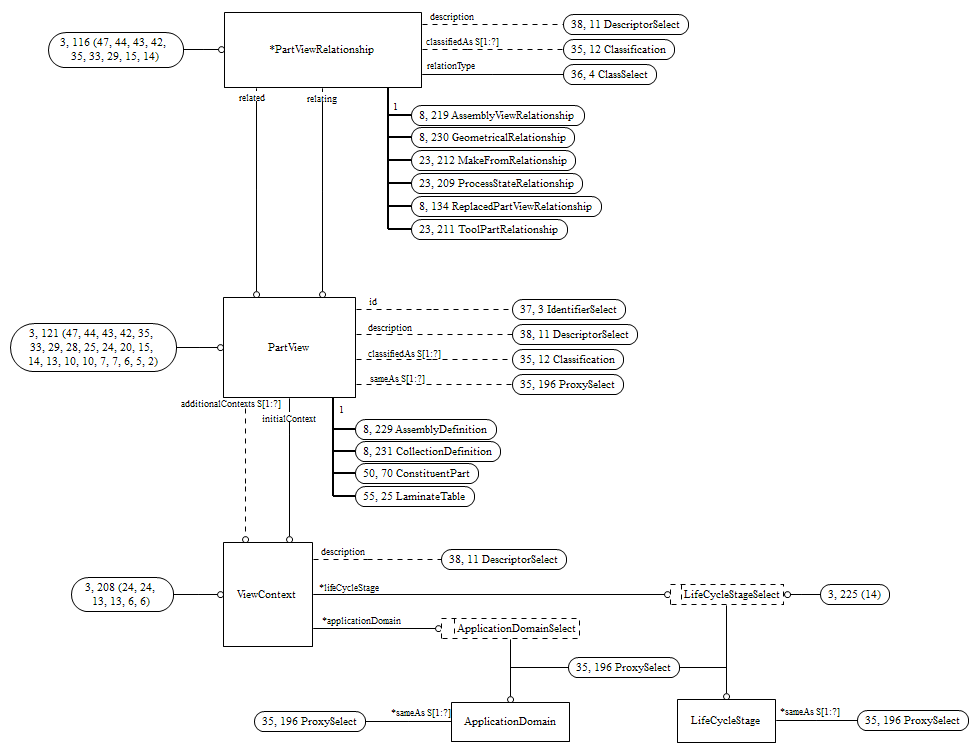 description
38, 11 DescriptorSelect
3, 116 (47, 44, 43, 42,
35, 33, 29, 15, 14)
*PartViewRelationship
classifiedAs S[1:?]
35, 12 Classification
relationType
36, 4 ClassSelect
related
relating
1
8, 219 AssemblyViewRelationship
8, 230 GeometricalRelationship
23, 212 MakeFromRelationship
23, 209 ProcessStateRelationship
8, 134 ReplacedPartViewRelationship
23, 211 ToolPartRelationship
id
37, 3 IdentifierSelect
3, 121 (47, 44, 43, 42, 35,
33, 29, 28, 25, 24, 20, 15,
14, 13, 10, 10, 7, 7, 6, 5, 2)
PartView
description
38, 11 DescriptorSelect
classifiedAs S[1:?]
35, 12 Classification
sameAs S[1:?]
35, 196 ProxySelect
additionalContexts S[1:?]
initialContext
1
8, 229 AssemblyDefinition
8, 231 CollectionDefinition
50, 70 ConstituentPart
55, 25 LaminateTable
description
38, 11 DescriptorSelect
3, 208 (24, 24,
13, 13, 6, 6)
ViewContext
*lifeCycleStage
LifeCycleStageSelect
3, 225 (14)
*applicationDomain
ApplicationDomainSelect
35, 196 ProxySelect
35, 196 ProxySelect
*sameAs S[1:?]
ApplicationDomain
LifeCycleStage
*sameAs S[1:?]
35, 196 ProxySelect